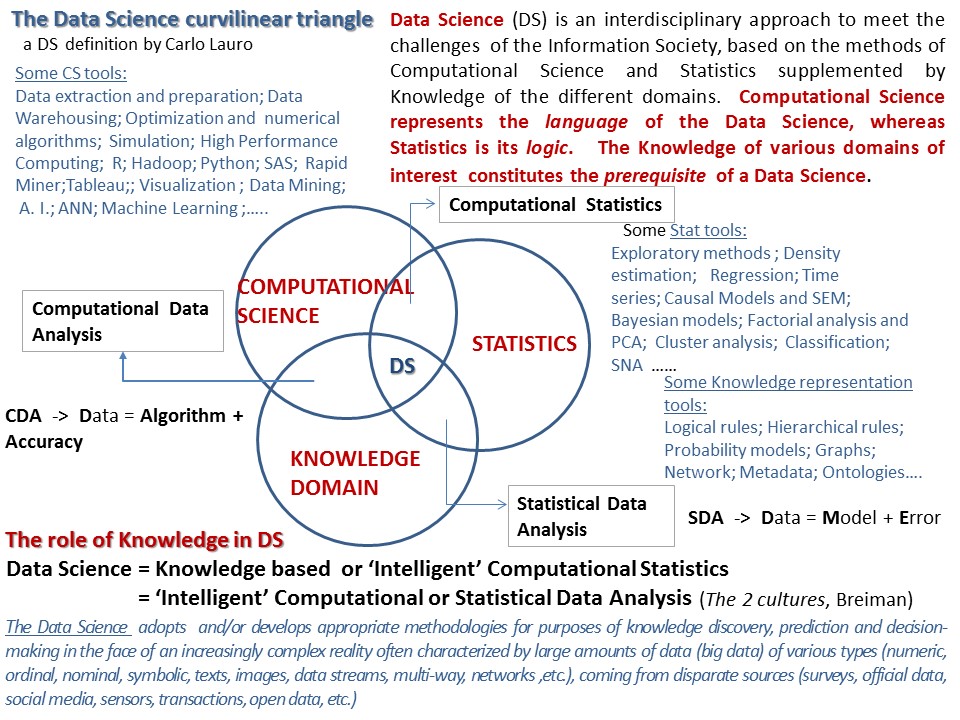 The Data Science curvilinear triangle
a DS definition by Carlo Lauro
Some CS tools:
Data extraction and preparation; Data
Warehousing; Optimization and numerical
algorithms; Simulation; High Performance
Computing; R; Hadoop; Python; SAS; Rapid
Miner;Tableau;; Visualization ; Data Mining;
A. I.; ANN; Machine Learning ;…..
Data Science (DS) is an interdisciplinary approach to meet the
challenges of the Information Society, based on the methods of
Computational Science and Statistics supplemented by
Knowledge of the different domains. Computational Science
represents the language of the Data Science, whereas
Statistics is its logic. The Knowledge of various domains of
interest constitutes the prerequisite of a Data Science.
Computational Statistics
Some Stat tools:
Exploratory methods ; Density
estimation; Regression; Time
series; Causal Models and SEM;
Bayesian models; Factorial analysis and
PCA; Cluster analysis; Classification;
SNA ……
COMPUTATIONAL
SCIENCE
STATISTICS
DS
KNOWLEDGE
DOMAIN
Computational Data
Analysis
CDA -> Data = Algorithm +
Accuracy
Some Knowledge representation
tools:
Logical rules; Hierarchical rules;
Probability models; Graphs;
Network; Metadata; Ontologies….
Statistical Data
Analysis
SDA -> Data = Model + Error
The role of Knowledge in DS
Data Science = Knowledge based or ‘Intelligent’ Computational Statistics
= ‘Intelligent’ Computational or Statistical Data Analysis (The 2 cultures, Breiman)
The Data Science adopts and/or develops appropriate methodologies for purposes of knowledge discovery, prediction and decision-
making in the face of an increasingly complex reality often characterized by large amounts of data (big data) of various types (numeric,
ordinal, nominal, symbolic, texts, images, data streams, multi-way, networks ,etc.), coming from disparate sources (surveys, official data,
social media, sensors, transactions, open data, etc.)